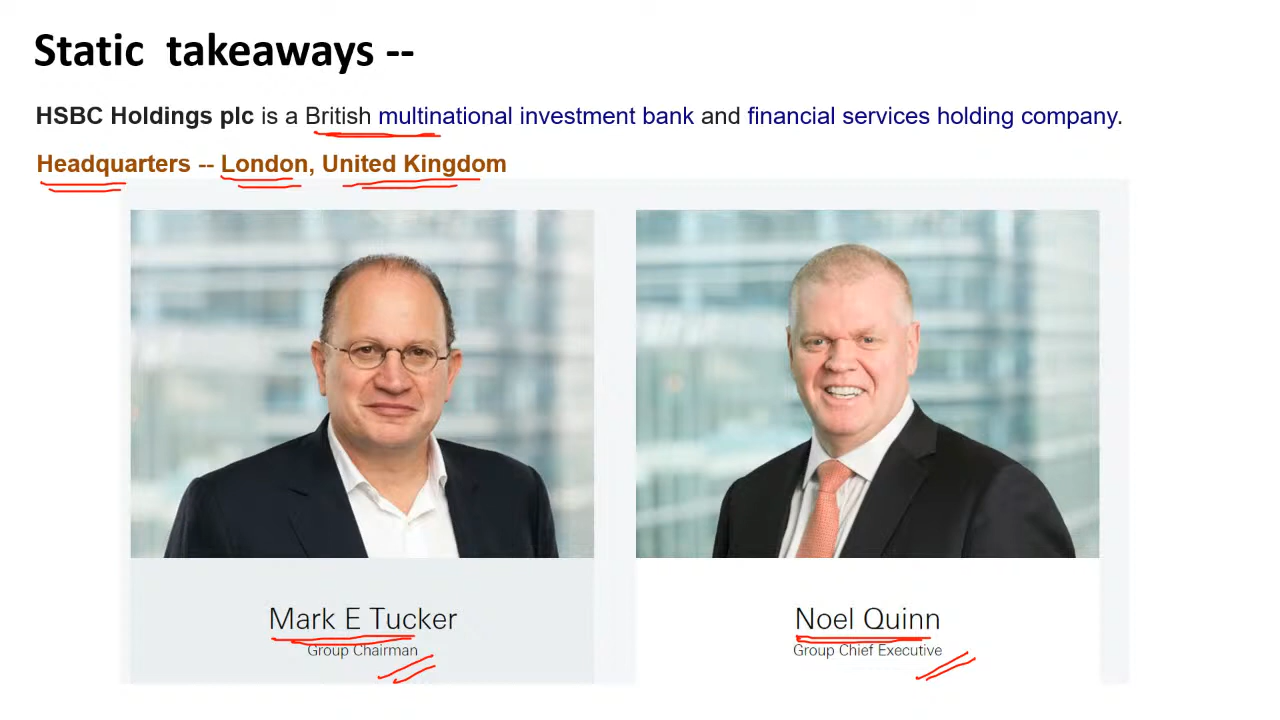 Static takeaways --
HSBC Holdings plc is a British multinational investment bank and financial services holding company.
Headquarters -- London, United Kingdom
Mark E Tucker
Group Chairman
Noel Quinn
Group Chief Executive